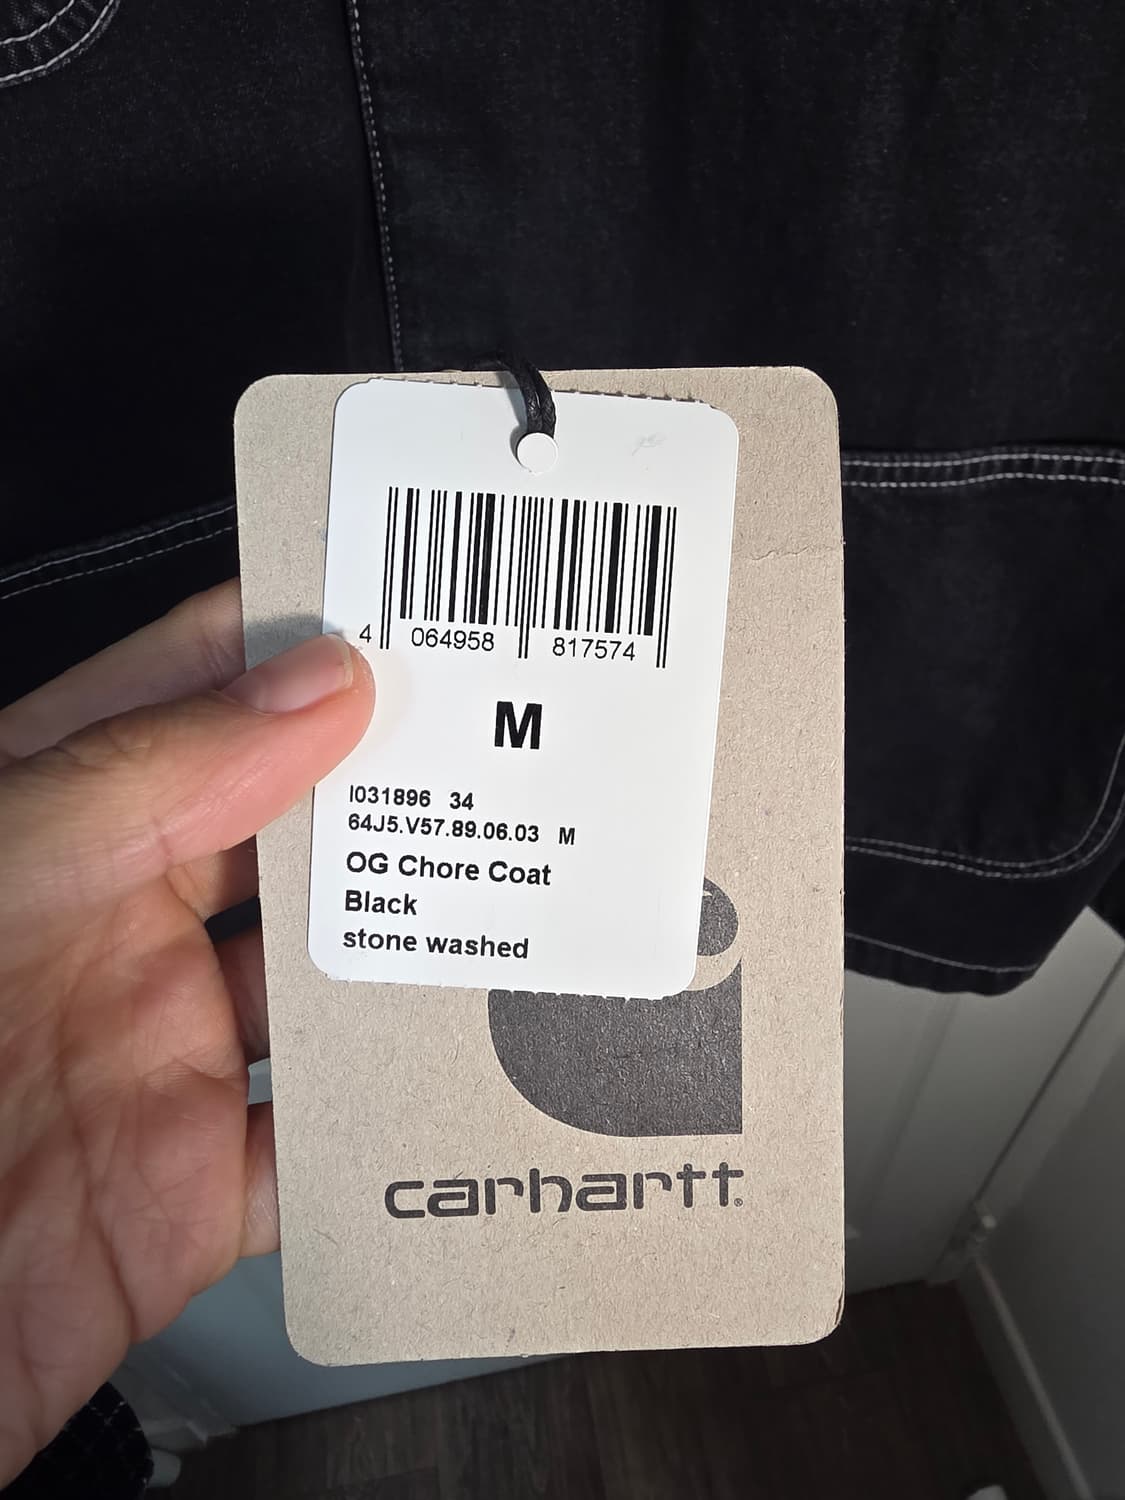 4 064958 817574
M
I031896 34
64J5.V57.89.06.03 M
OG Chore Coat
Black
stone washed
carhartt®